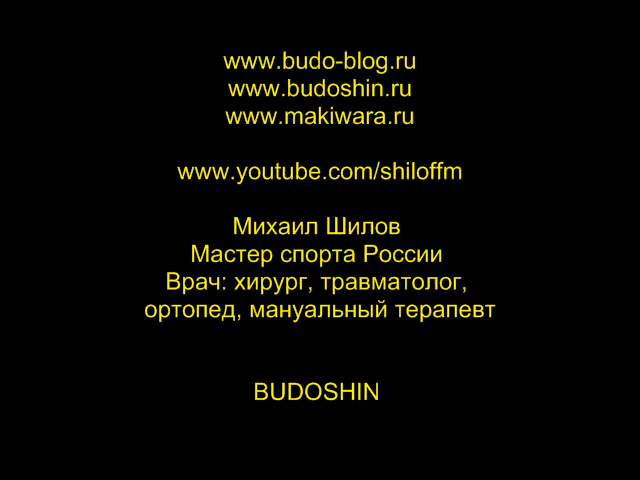 www.budo-blog.ru
www.budoshin.ru
www.makiwara.ru
www.youtube.com/shiloffm
Михаил Шилов
Мастер спорта России
Врач: хирург, травматолог,
ортопед, мануальный терапевт
BUDOSHIN